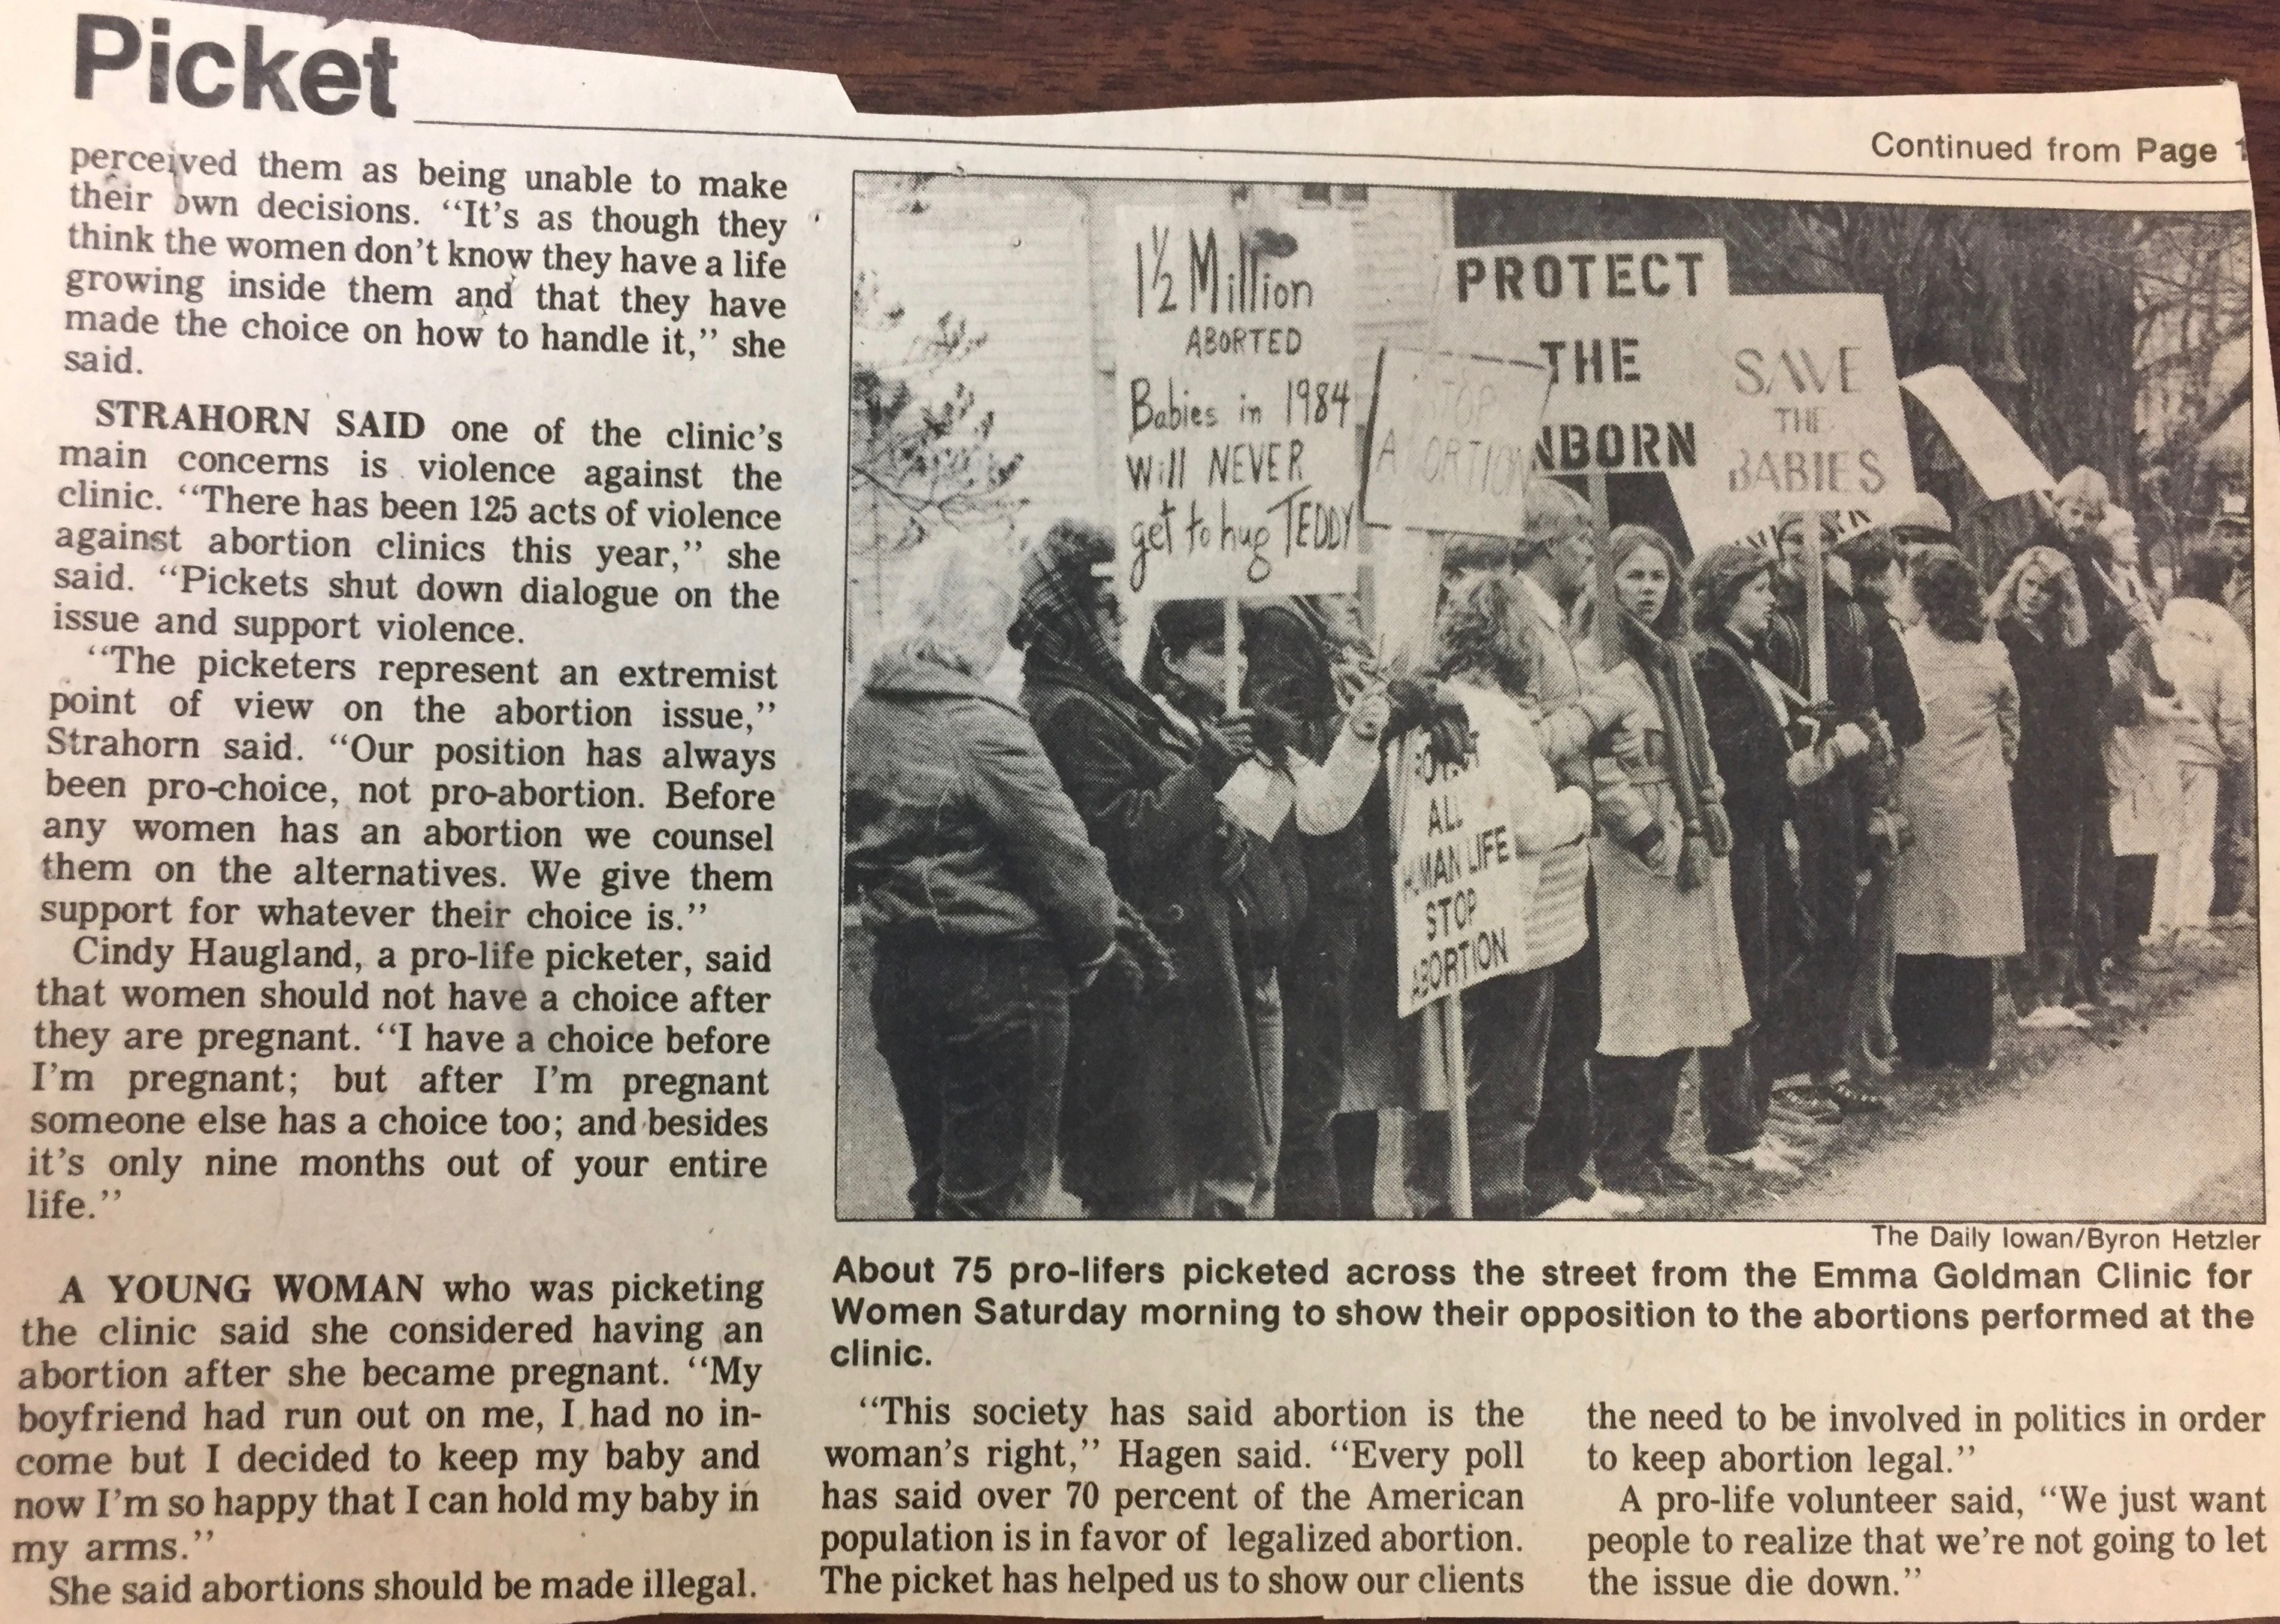 Picket
Continued from Page 1
perceived them as being unable to make
their own decisions. “It’s as though they
think the women don’t know they have a life
growing inside them and that they have
made the choice on how to handle it,” she
said.
STRAHORN SAID one of the clinic’s
main concerns is violence against the
clinic. “There has been 125 acts of violence
against abortion clinics this year,” she
said. “Pickets shut down dialogue on the
issue and support violence.
“The picketers represent an extremist
point of view on the abortion issue,”
Strahorn said. “Our position has always
been pro-choice, not pro-abortion. Before
any women has an abortion we counsel
them on the alternatives. We give them
support for whatever their choice is.”
Cindy Haugland, a pro-life picketer, said
that women should not have a choice after
they are pregnant. “I have a choice before
I’m pregnant; but after I’m pregnant
someone else has a choice too; and besides
it’s only nine months out of your entire
life.”
A YOUNG WOMAN who was picketing
the clinic said she considered having an
abortion after she became pregnant. “My
boyfriend had run out on me, I had no in-
come but I decided to keep my baby and
now I’m so happy that I can hold my baby in
my arms.”
She said abortions should be made illegal.
1½ Million
ABORTED
Babies in 1984
Will NEVER
get to hug TEDDY
STOP
A ORTION
PROTECT
THE
NBORN
SAVE
THE
BABIES
ALL
H MAN LIFE
STOP
ABORTION
The Daily Iowan/Byron Hetzler
About 75 pro-lifers picketed across the street from the Emma Goldman Clinic for
Women Saturday morning to show their opposition to the abortions performed at the
clinic.
“This society has said abortion is the
woman’s right,” Hagen said. “Every poll
has said over 70 percent of the American
population is in favor of legalized abortion.
The picket has helped us to show our clients
the need to be involved in politics in order
to keep abortion legal.”
A pro-life volunteer said, “We just want
people to realize that we’re not going to let
the issue die down.”